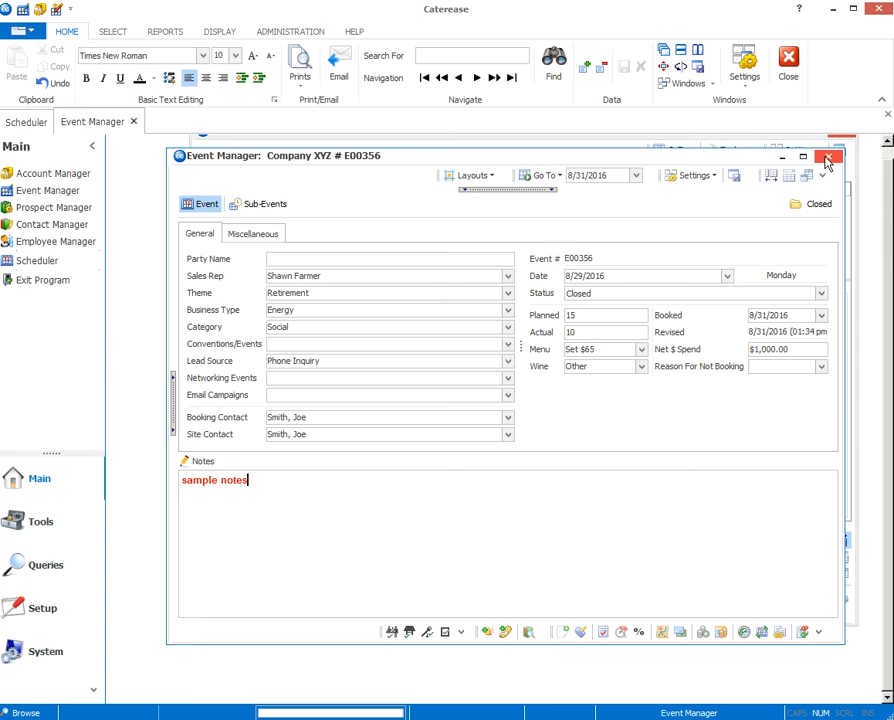 Caterease
?
HOME SELECT REPORTS DISPLAY ADMINISTRATION HELP
Paste
Cut
Copy
Undo
Clipboard
Times New Roman 10 A+ A-
B I U A
Basic Text Editing
Prints
Email
Print/Email
Search For
Navigation
Navigate
Find
Data
Windows
Settings
Close
Windows
Scheduler Event Manager
Main
Account Manager
Event Manager
Prospect Manager
Contact Manager
Employee Manager
Scheduler
Exit Program
Main
Tools
Queries
Setup
System
Event Manager: Company XYZ # E00356
Layouts Go To 8/31/2016 Settings
Event Sub-Events Closed
General Miscellaneous
Party Name
Sales Rep Shawn Farmer
Theme Retirement
Business Type Energy
Category Social
Conventions/Events
Lead Source Phone Inquiry
Networking Events
Email Campaigns
Booking Contact Smith, Joe
Site Contact Smith, Joe
Event # E00356
Date 8/29/2016 Monday
Status Closed
Planned 15 Booked 8/31/2016
Actual 10 Revised 8/31/2016 (01:34 pm
Menu Set $65 Net $ Spend $1,000.00
Wine Other Reason For Not Booking
Notes
sample notes
%
Browse Event Manager CAPS NUM SCRL INS